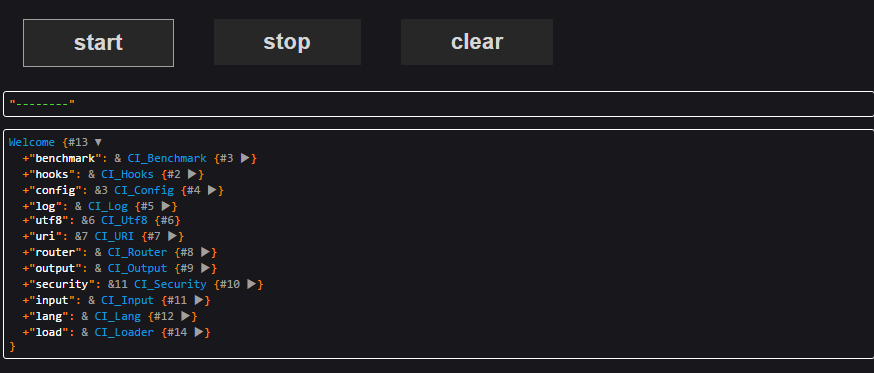 start stop clear
"--------"
Welcome {#13 ▼
+"benchmark": & CI_Benchmark {#3 ▶}
+"hooks": & CI_Hooks {#2 ▶}
+"config": &3 CI_Config {#4 ▶}
+"log": & CI_Log {#5 ▶}
+"utf8": &6 CI_Utf8 {#6}
+"uri": &7 CI_URI {#7 ▶}
+"router": & CI_Router {#8 ▶}
+"output": & CI_Output {#9 ▶}
+"security": &11 CI_Security {#10 ▶}
+"input": & CI_Input {#11 ▶}
+"lang": & CI_Lang {#12 ▶}
+"load": & CI_Loader {#14 ▶}
}